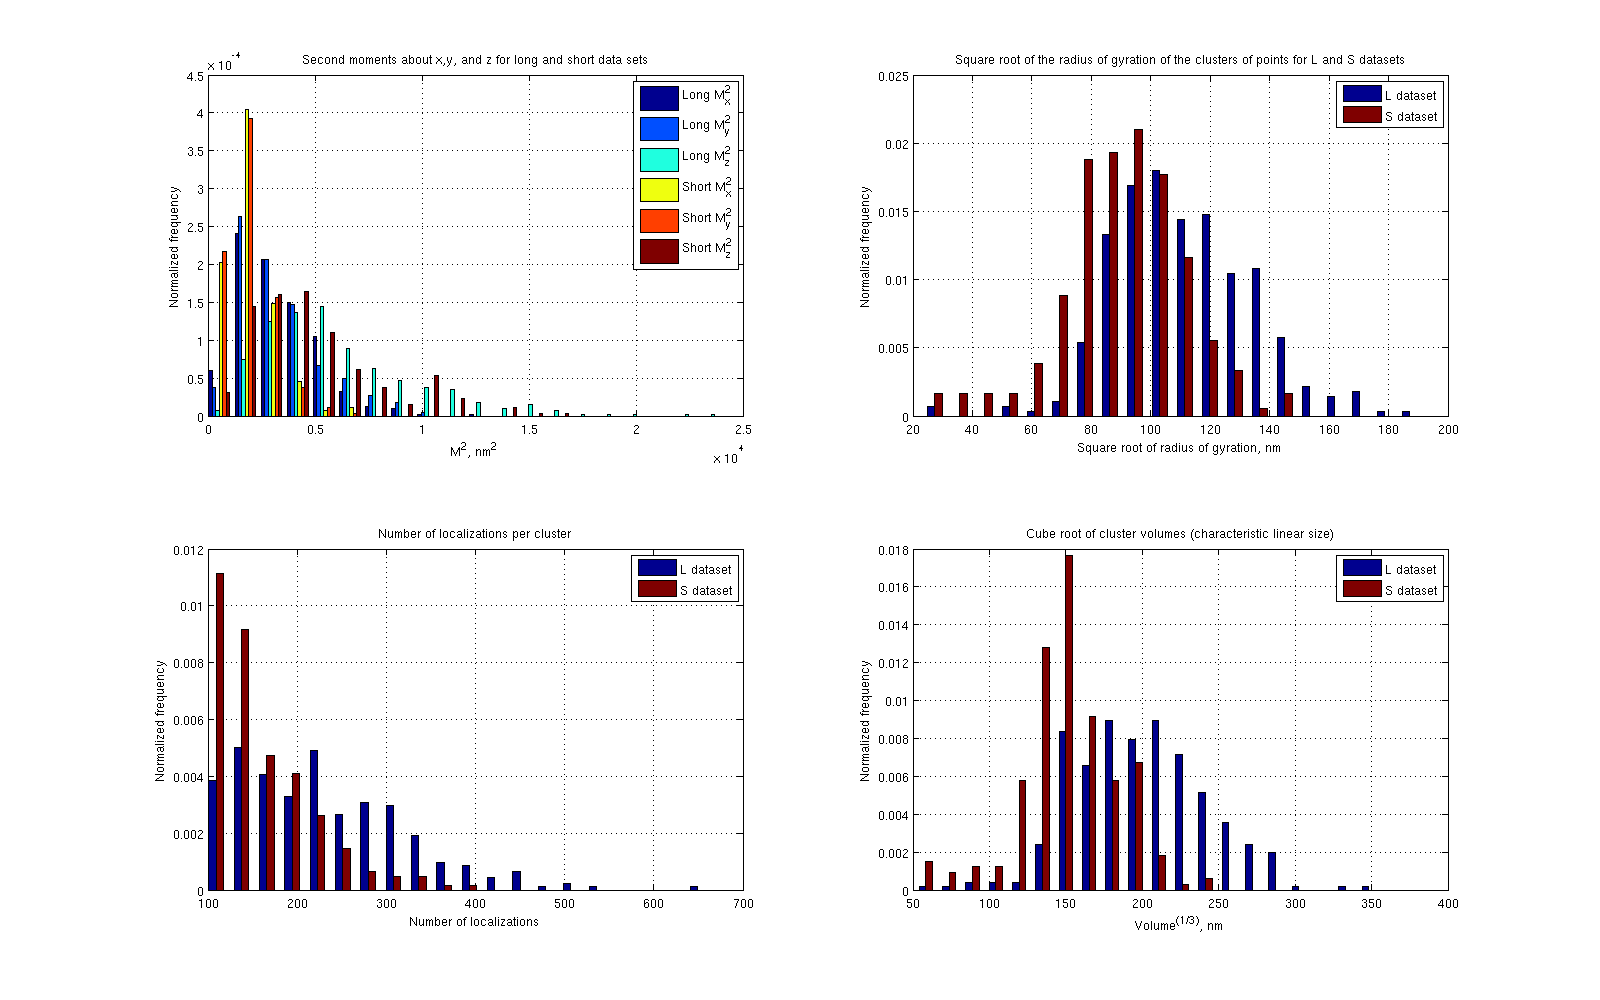 Second moments about x,y, and z for long and short data sets
× 10^-4
4.5
4
3.5
3
2.5
2
1.5
1
0.5
0
Normalized frequency
Long M_x^2
Long M_y^2
Long M_z^2
Short M_x^2
Short M_y^2
Short M_z^2
0 0.5 1 1.5 2 2.5
× 10^4
M^2, nm^2
Square root of the radius of gyration of the clusters of points for L and S datasets
0.025
0.02
0.015
0.01
0.005
0
Normalized frequency
L dataset
S dataset
20 40 60 80 100 120 140 160 180 200
Square root of radius of gyration, nm
Number of localizations per cluster
0.012
0.01
0.008
0.006
0.004
0.002
0
Normalized frequency
L dataset
S dataset
100 200 300 400 500 600 700
Number of localizations
Cube root of cluster volumes (characteristic linear size)
0.018
0.016
0.014
0.012
0.01
0.008
0.006
0.004
0.002
0
Normalized frequency
L dataset
S dataset
50 100 150 200 250 300 350 400
Volume^(1/3), nm